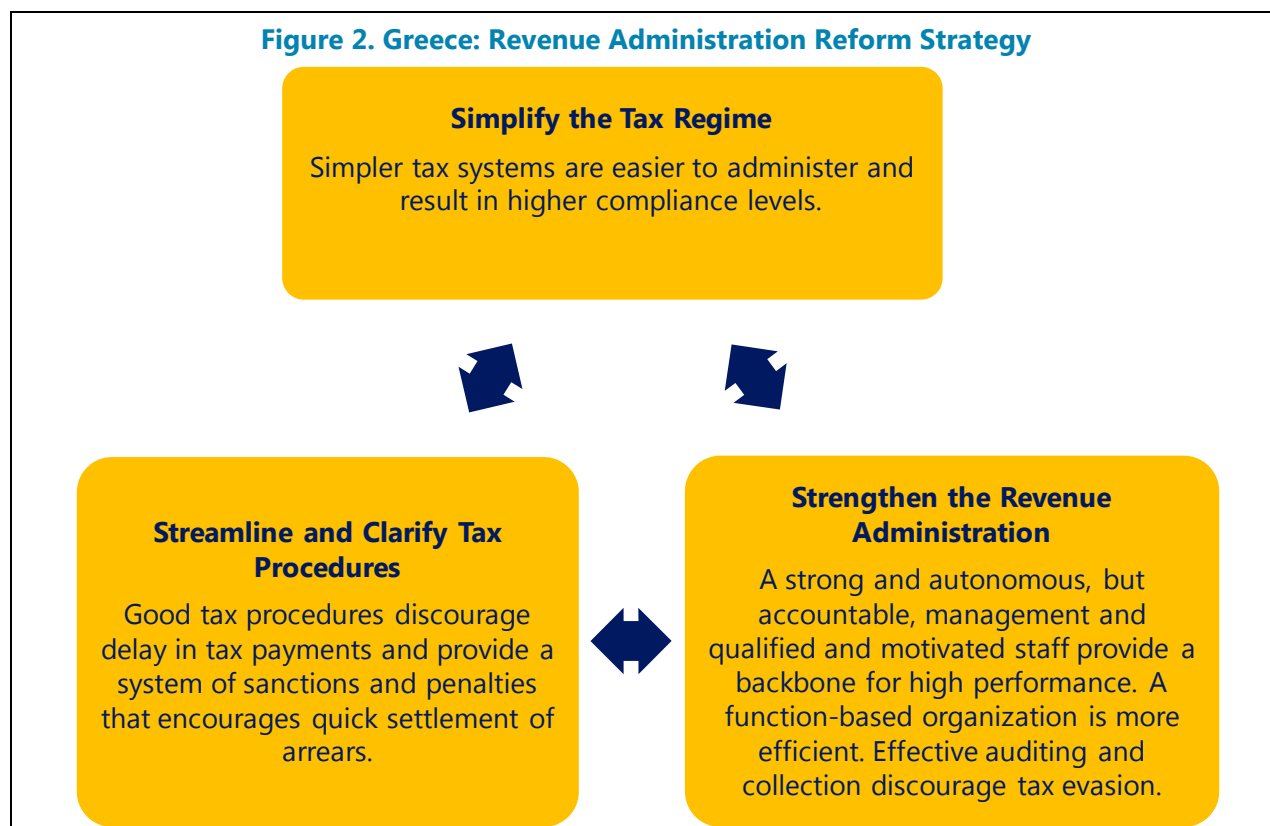 Figure 2. Greece: Revenue Administration Reform Strategy
Simplify the Tax Regime
Simpler tax systems are easier to administer and
result in higher compliance levels.
Streamline and Clarify Tax
Procedures
Good tax procedures discourage
delay in tax payments and provide a
system of sanctions and penalties
that encourages quick settlement of
arrears.
Strengthen the Revenue
Administration
A strong and autonomous, but
accountable, management and
qualified and motivated staff provide a
backbone for high performance. A
function-based organization is more
efficient. Effective auditing and
collection discourage tax evasion.